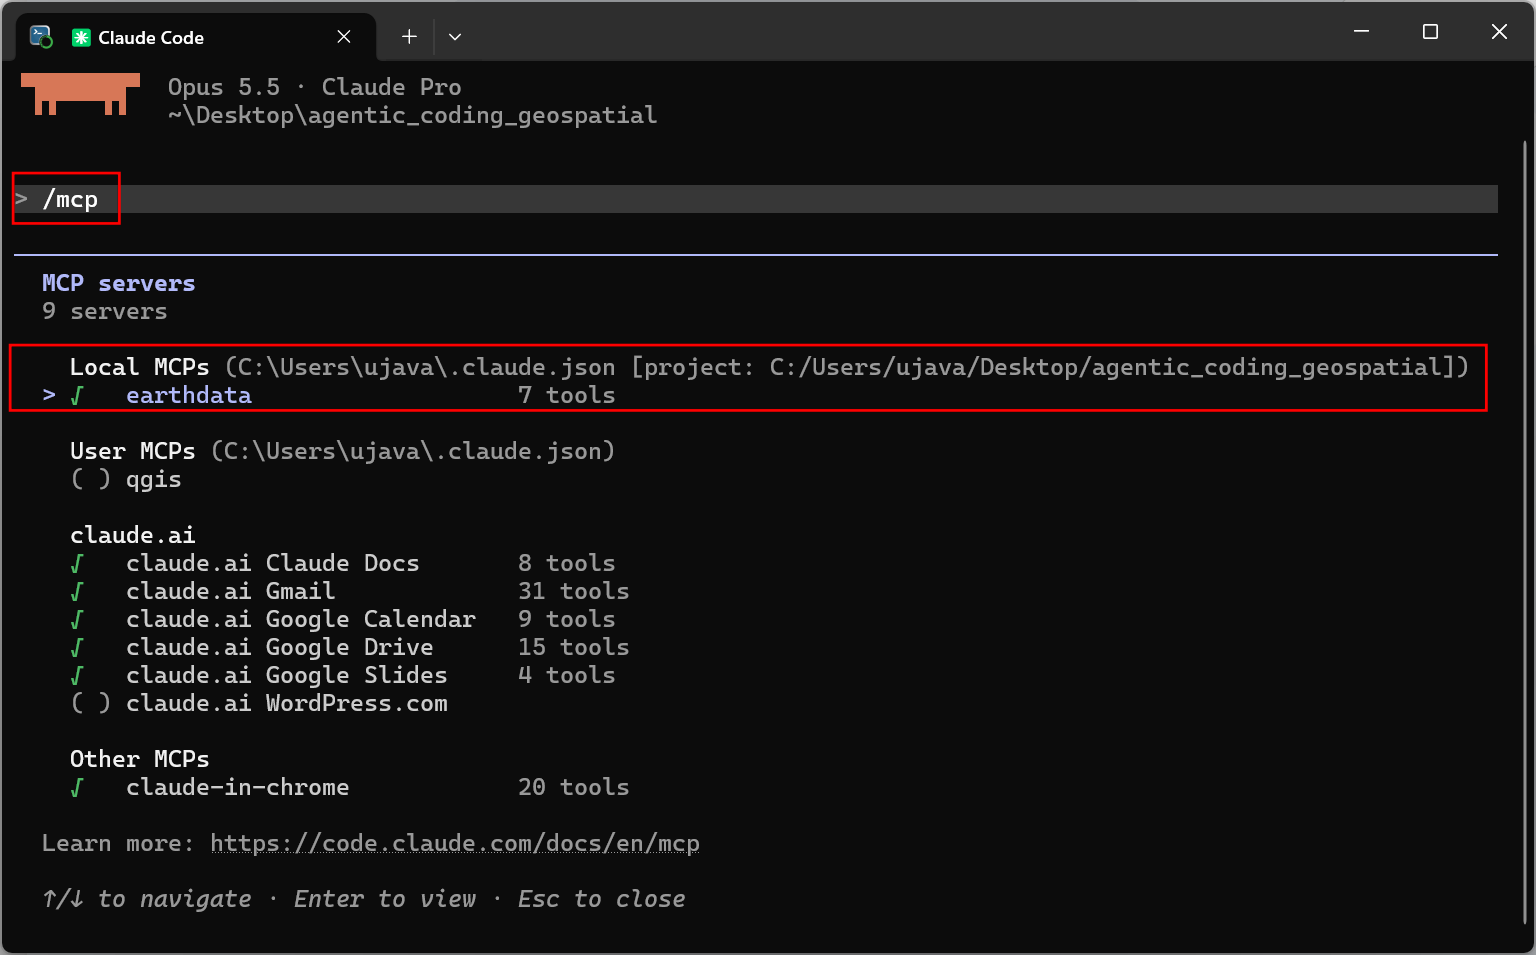 Claude Code
Opus 5.5 · Claude Pro
~\Desktop\agentic_coding_geospatial
> /mcp
MCP servers
9 servers
Local MCPs (C:\Users\ujava\.claude.json [project: C:/Users/ujava/Desktop/agentic_coding_geospatial])
> √ earthdata 7 tools
User MCPs (C:\Users\ujava\.claude.json)
( ) qgis
claude.ai
√ claude.ai Claude Docs 8 tools
√ claude.ai Gmail 31 tools
√ claude.ai Google Calendar 9 tools
√ claude.ai Google Drive 15 tools
√ claude.ai Google Slides 4 tools
( ) claude.ai WordPress.com
Other MCPs
√ claude-in-chrome 20 tools
Learn more: https://code.claude.com/docs/en/mcp
↑/↓ to navigate · Enter to view · Esc to close